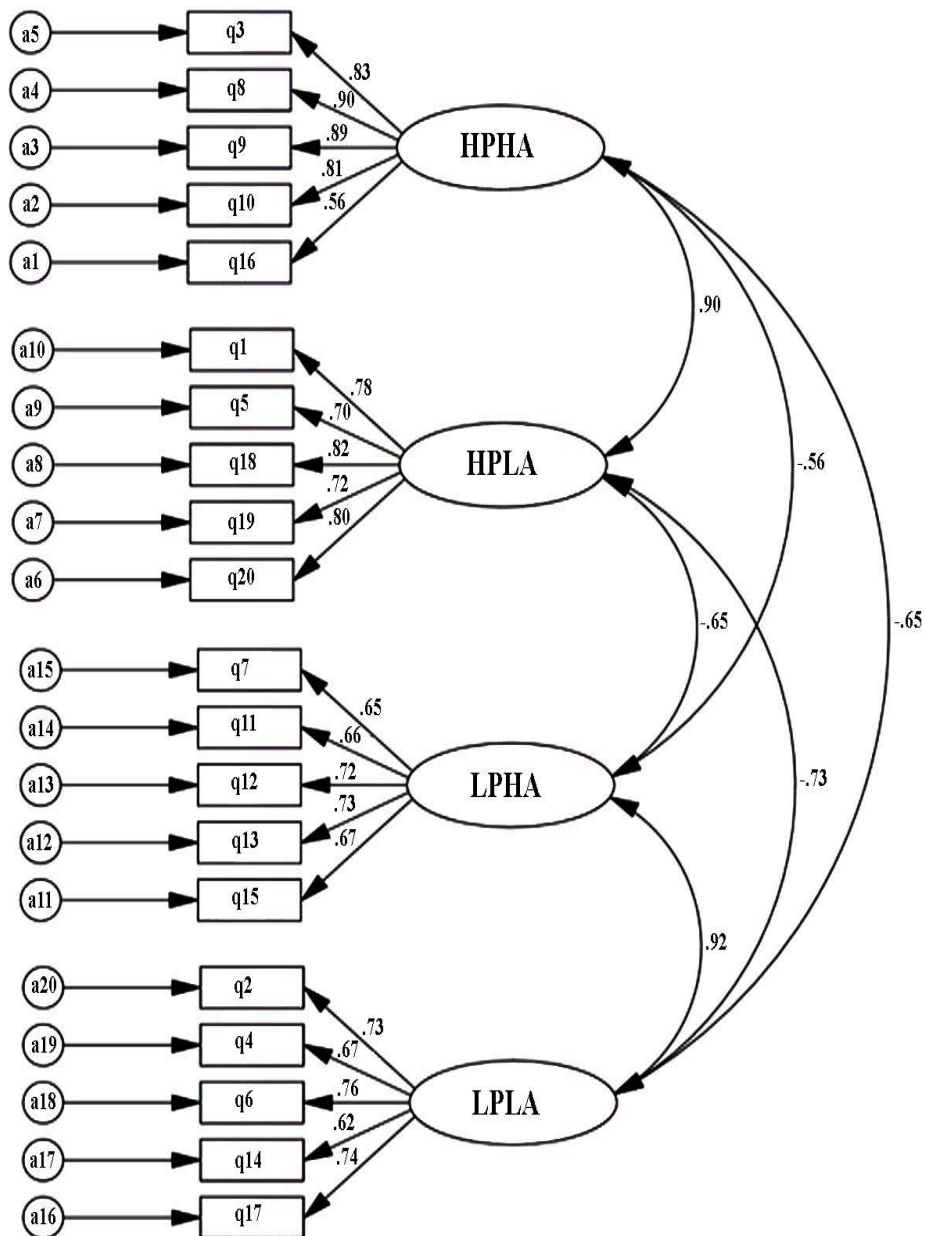 a5 q3
.83
a4 q8
.90
HPHA
a3 q9
.89
a2 q10
.81
a1 q16
.56
.90
a10 q1
.78
a9 q5
.70
HPLA
a8 q18
.82
-.56
a7 q19
.72
a6 q20
.80
-.65
-.65
a15 q7
.65
a14 q11
.66
LPHA
a13 q12
.72
-.73
a12 q13
.73
a11 q15
.67
.92
a20 q2
.73
a19 q4
.67
LPLA
a18 q6
.76
a17 q14
.62
a16 q17
.74